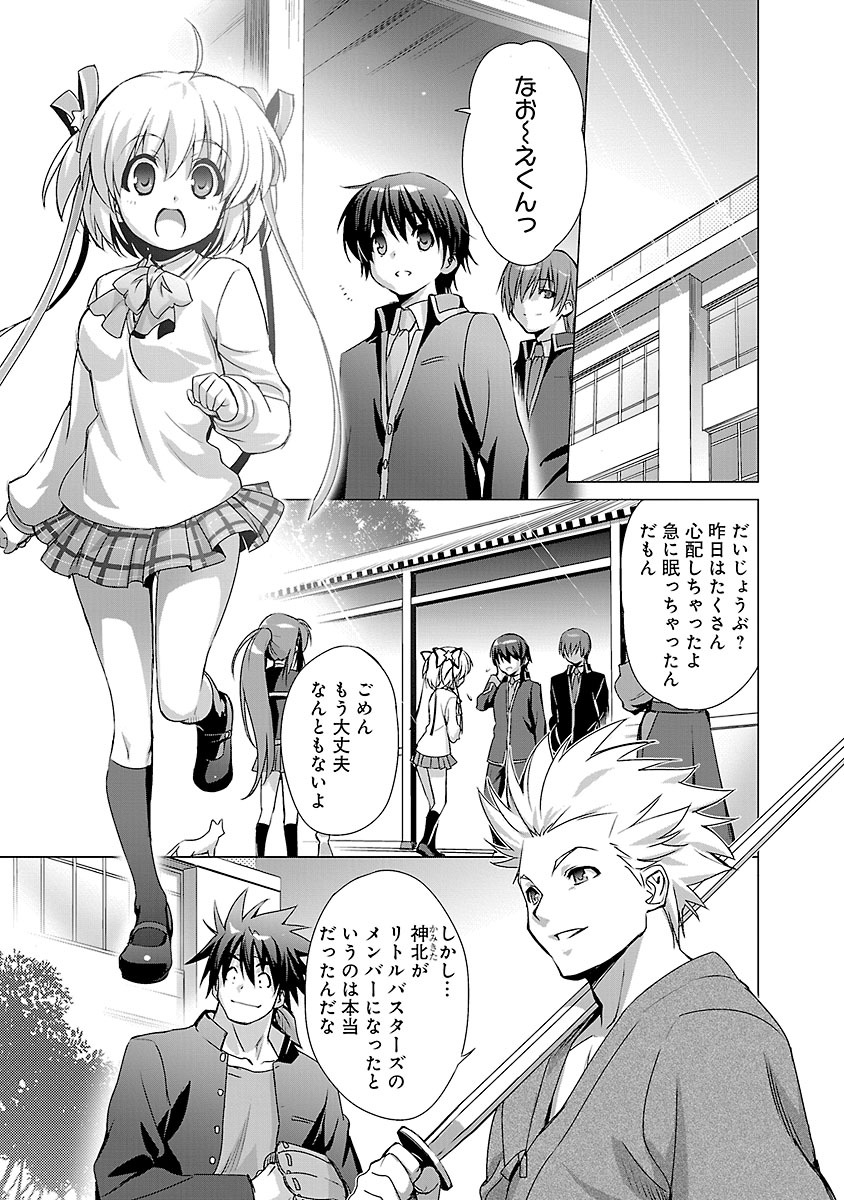 なお～えくんっ
だいじょうぶ？
昨日はたくさん
心配しちゃったよ
急に眠っちゃったん
だもん
ごめん
もう大丈夫
なんともないよ
しかし…
神北が
かみきた
リトルバスターズの
メンバーになったと
いうのは本当
だったんだな